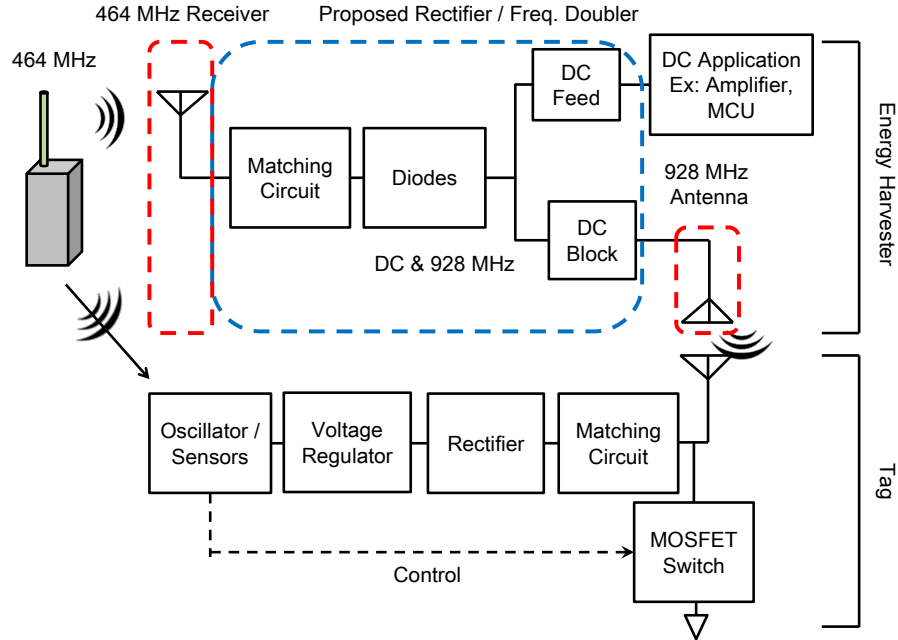 464 MHz Receiver
Proposed Rectifier / Freq. Doubler
464 MHz
DC
Feed
DC Application
Ex: Amplifier,
MCU
Matching
Circuit
Diodes
928 MHz
Antenna
DC
Block
DC & 928 MHz
Energy Harvester
Oscillator /
Sensors
Voltage
Regulator
Rectifier
Matching
Circuit
Tag
MOSFET
Switch
Control